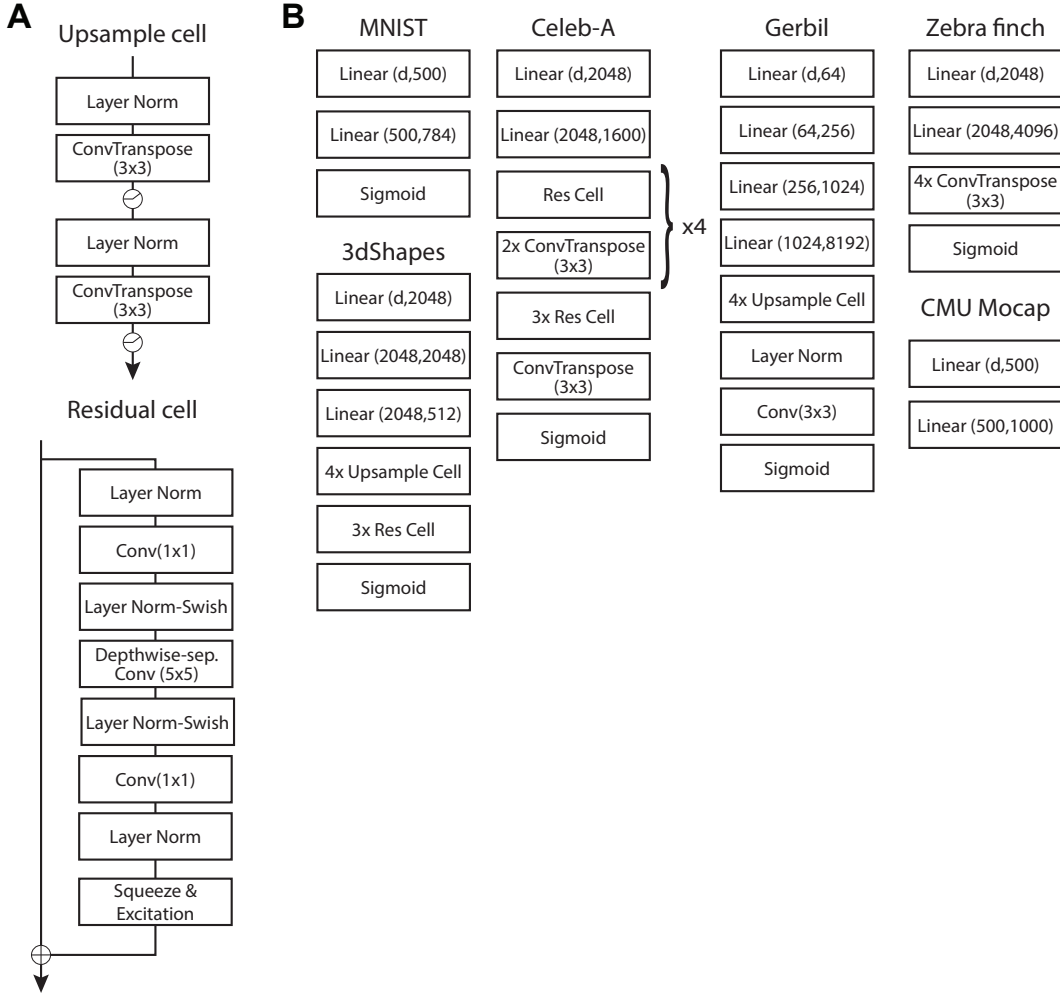 A
Upsample cell
Layer Norm
ConvTranspose
(3x3)
Layer Norm
ConvTranspose
(3x3)
Residual cell
Layer Norm
Conv(1x1)
Layer Norm-Swish
Depthwise-sep.
Conv (5x5)
Layer Norm-Swish
Conv(1x1)
Layer Norm
Squeeze &
Excitation
B
MNIST
Linear (d,500)
Linear (500,784)
Sigmoid
3dShapes
Linear (d,2048)
Linear (2048,2048)
Linear (2048,512)
4x Upsample Cell
3x Res Cell
Sigmoid
Celeb-A
Linear (d,2048)
Linear (2048,1600)
Res Cell
2x ConvTranspose
(3x3)
x4
3x Res Cell
ConvTranspose
(3x3)
Sigmoid
Gerbil
Linear (d,64)
Linear (64,256)
Linear (256,1024)
Linear (1024,8192)
4x Upsample Cell
Layer Norm
Conv(3x3)
Sigmoid
Zebra finch
Linear (d,2048)
Linear (2048,4096)
4x ConvTranspose
(3x3)
Sigmoid
CMU Mocap
Linear (d,500)
Linear (500,1000)